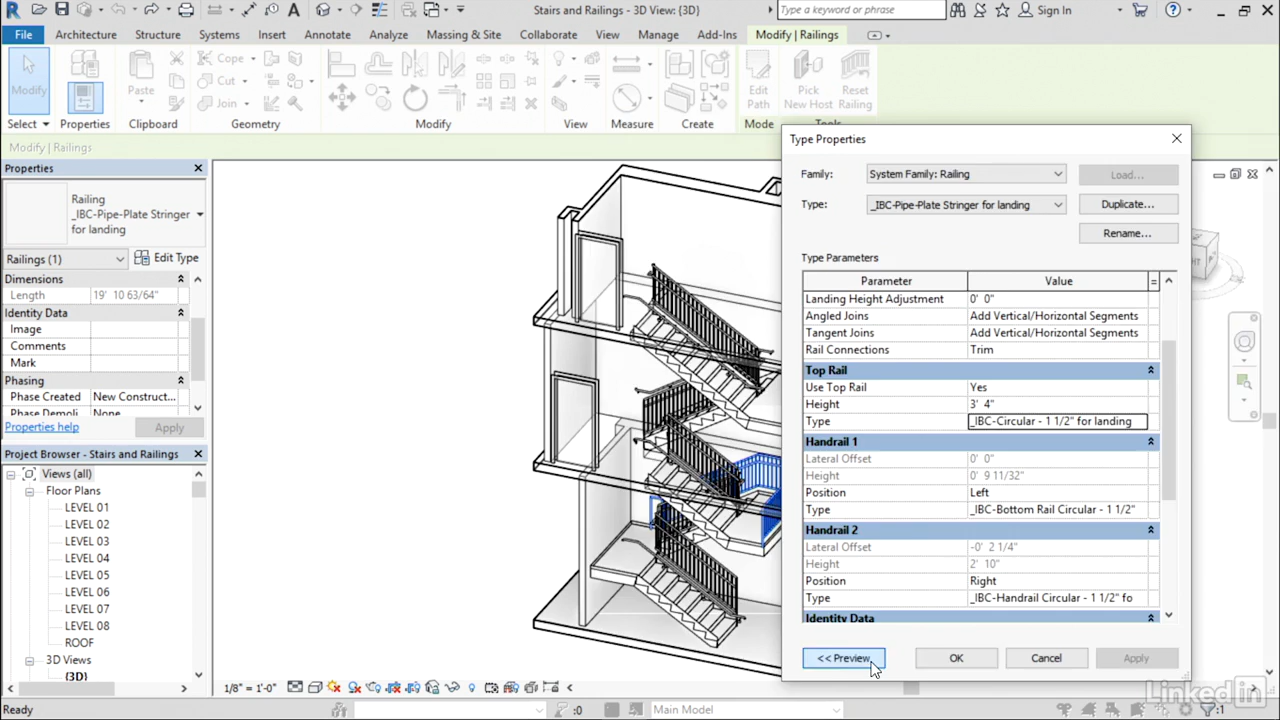 Stairs and Railings - 3D View: {3D}
Type a keyword or phrase
Sign In
File
Architecture
Structure
Systems
Insert
Annotate
Analyze
Massing & Site
Collaborate
View
Manage
Add-Ins
Modify | Railings
Modify
Paste
Cope
Cut
Join
Edit
Path
Pick
New Host
Reset
Railing
Select
Properties
Clipboard
Geometry
Modify
View
Measure
Create
Mode
Tools
Modify | Railings
Properties
Railing
_IBC-Pipe-Plate Stringer
for landing
Railings (1)
Edit Type
Dimensions
Length 19' 10 63/64"
Identity Data
Image
Comments
Mark
Phasing
Phase Created New Construct...
Phase Demoli None
Properties help
Apply
Project Browser - Stairs and Railings
Views (all)
Floor Plans
LEVEL 01
LEVEL 02
LEVEL 03
LEVEL 04
LEVEL 05
LEVEL 06
LEVEL 07
LEVEL 08
ROOF
3D Views
{3D}
Type Properties
Family: System Family: Railing Load...
Type: _IBC-Pipe-Plate Stringer for landing Duplicate...
Rename...
Type Parameters
Parameter Value =
Landing Height Adjustment 0' 0"
Angled Joins Add Vertical/Horizontal Segments
Tangent Joins Add Vertical/Horizontal Segments
Rail Connections Trim
Top Rail
Use Top Rail Yes
Height 3' 4"
Type _IBC-Circular - 1 1/2" for landing
Handrail 1
Lateral Offset 0' 0"
Height 0' 9 11/32"
Position Left
Type _IBC-Bottom Rail Circular - 1 1/2"
Handrail 2
Lateral Offset -0' 2 1/4"
Height 2' 10"
Position Right
Type _IBC-Handrail Circular - 1 1/2" fo
Identity Data
<< Preview OK Cancel Apply
1/8" = 1'-0"
Ready
:0
Main Model
:1
Linked in